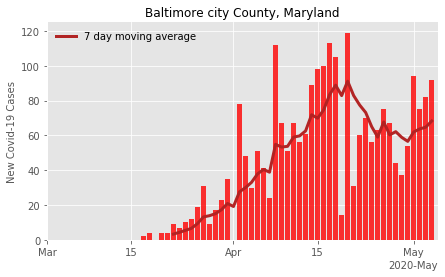 Baltimore city County, Maryland
7 day moving average
New Covid-19 Cases
120
100
80
60
40
20
0
Mar 15 Apr 15 May
2020-May